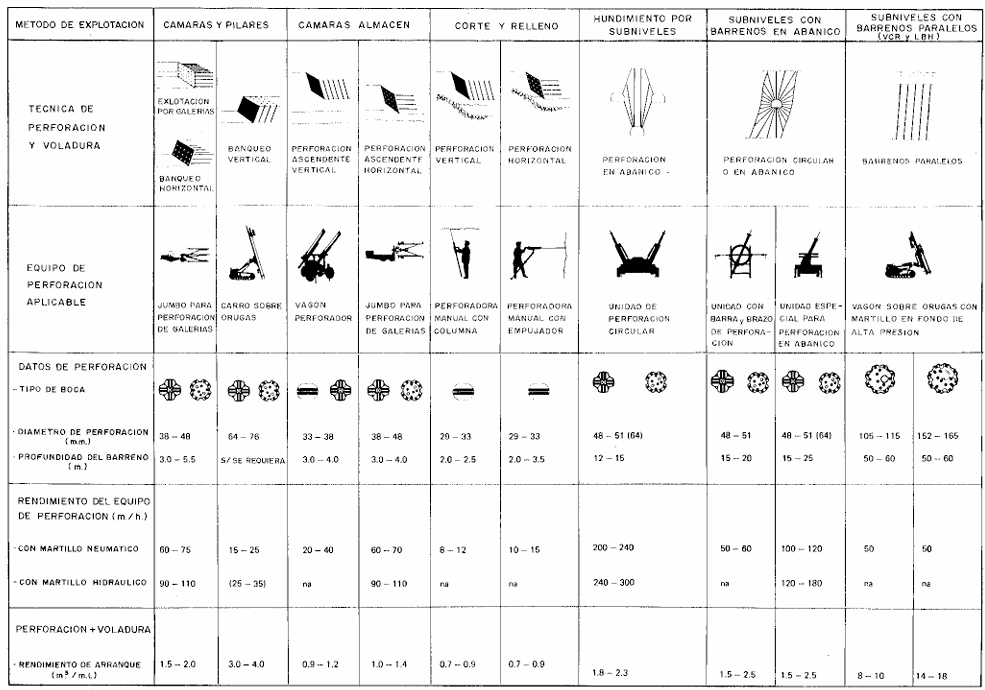 METODO DE EXPLOTACION CAMARAS Y PILARES CAMARAS ALMACEN CORTE Y RELLENO HUNDIMIENTO POR SUBNIVELES SUBNIVELES CON BARRENOS EN ABANICO SUBNIVELES CON BARRENOS PARALELOS (VCR y LBH)
TECNICA DE
PERFORACION
Y VOLADURA
EXLOTACION
POR GALERIAS
BANQUEO
HORIZONTAL
BANQUEO
VERTICAL
PERFORACION
ASCENDENTE
VERTICAL
PERFORACION
ASCENDENTE
HORIZONTAL
PERFORACION
VERTICAL
PERFORACION
HORIZONTAL
PERFORACION
EN ABANICO -
PERFORACION CIRCULAR
O EN ABANICO
BARRENOS PARALELOS
EQUIPO DE
PERFORACION
APLICABLE
JUMBO PARA
PERFORACION
DE GALERIAS
CARRO SOBRE
ORUGAS
VAGON
PERFORADOR
JUMBO PARA
PERFORACION
DE GALERIAS
PERFORADORA
MANUAL CON
COLUMNA
PERFORADORA
MANUAL CON
EMPUJADOR
UNIDAD DE
PERFORACION
CIRCULAR
UNIDAD CON
BARRA y BRAZO
DE PERFORA-
CION
UNIDAD ESPE-
CIAL PARA
PERFORACION
EN ABANICO
VAGON SOBRE ORUGAS CON
MARTILLO EN FONDO DE
ALTA PRESION
DATOS DE PERFORACION
- TIPO DE BOCA
- DIAMETRO DE PERFORACION (mm.) 38 – 48 64 – 76 33 – 38 38 – 48 29 – 33 29 – 33 48 – 51 (64) 48 – 51 48 – 51 (64) 105 – 115 152 – 165
- PROFUNDIDAD DEL BARRENO (m.) 3.0 – 5.5 S/ SE REQUIERA 3.0 – 4.0 3.0 – 4.0 2.0 – 2.5 2.0 – 3.5 12 – 15 15 – 20 15 – 25 50 – 60 50 – 60
RENDIMIENTO DEL EQUIPO
DE PERFORACION (m./h.)
- CON MARTILLO NEUMATICO 60 – 75 15 – 25 20 – 40 60 – 70 8 – 12 10 – 15 200 – 240 50 – 60 100 – 120 50 50
- CON MARTILLO HIDRAULICO 90 – 110 (25 – 35) na 90 – 110 na na 240 – 300 na 120 – 180 na na
PERFORACION + VOLADURA
- RENDIMIENTO DE ARRANQUE (m³ / m.l.) 1.5 – 2.0 3.0 – 4.0 0.9 – 1.2 1.0 – 1.4 0.7 – 0.9 0.7 – 0.9 1.8 – 2.3 1.5 – 2.5 1.5 – 2.5 8 – 10 14 – 18